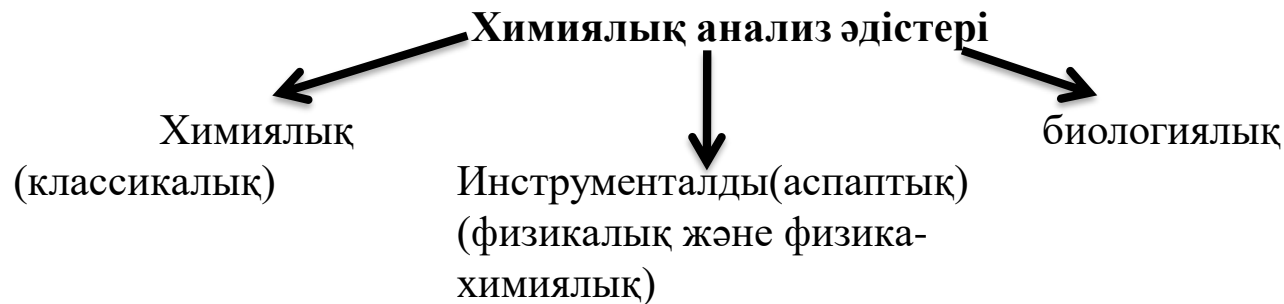 Химиялық анализ әдістері
Химиялық
(классикалық)
Инструменталды(аспаптық)
(физикалық және физика-
химиялық)
биологиялық